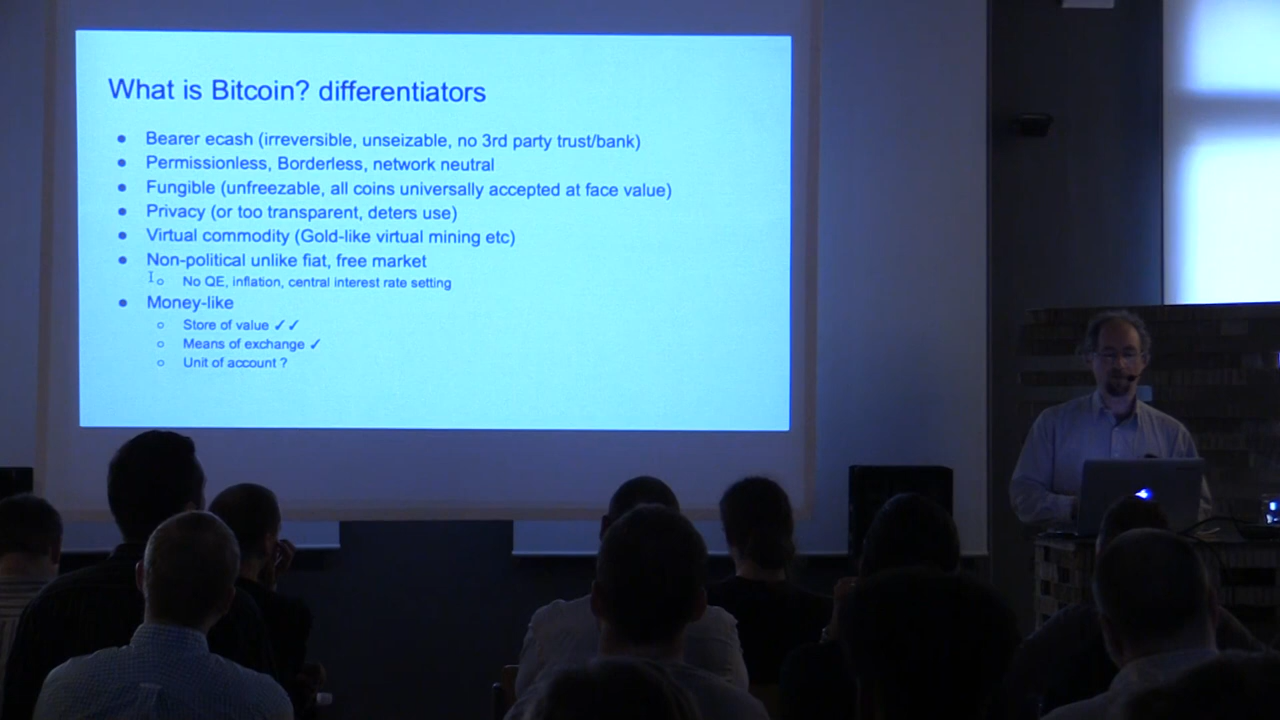 What is Bitcoin? differentiators
● Bearer ecash (irreversible, unseizable, no 3rd party trust/bank)
● Permissionless, Borderless, network neutral
● Fungible (unfreezable, all coins universally accepted at face value)
● Privacy (or too transparent, deters use)
● Virtual commodity (Gold-like virtual mining etc)
● Non-political unlike fiat, free market
○ No QE, inflation, central interest rate setting
● Money-like
○ Store of value ✓✓
○ Means of exchange ✓
○ Unit of account ?